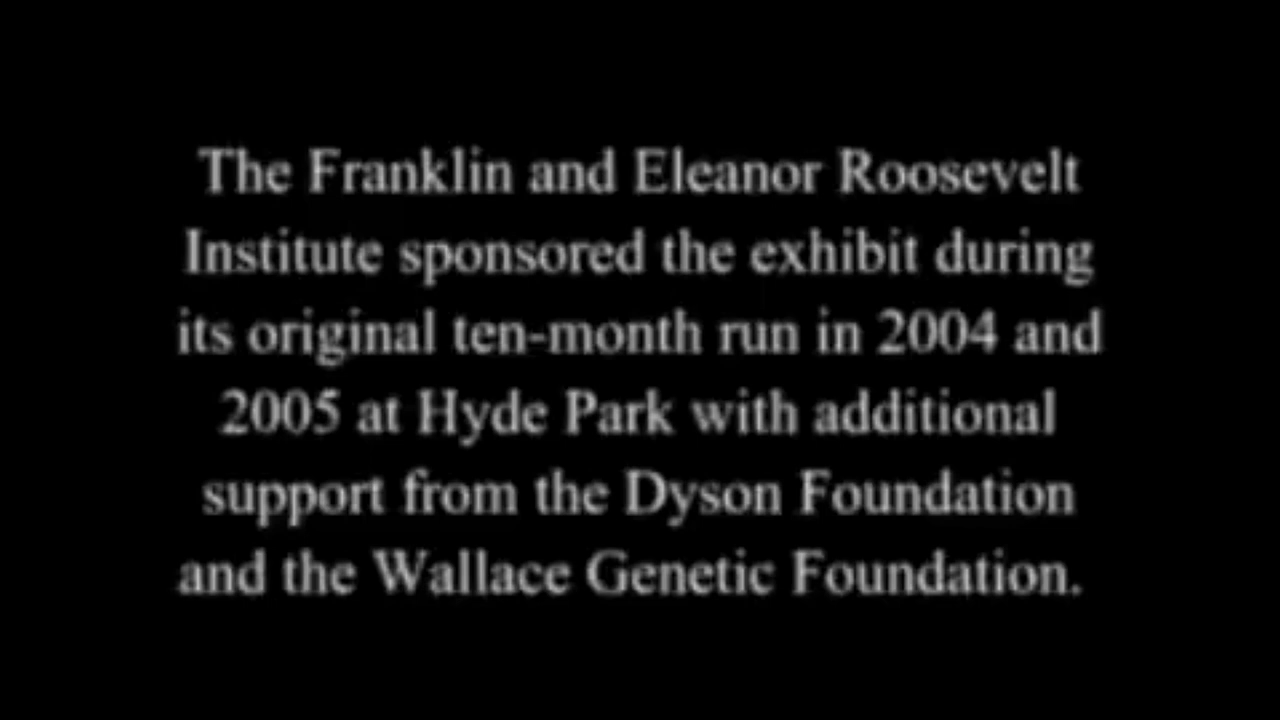 The Franklin and Eleanor Roosevelt
Institute sponsored the exhibit during
its original ten-month run in 2004 and
2005 at Hyde Park with additional
support from the Dyson Foundation
and the Wallace Genetic Foundation.